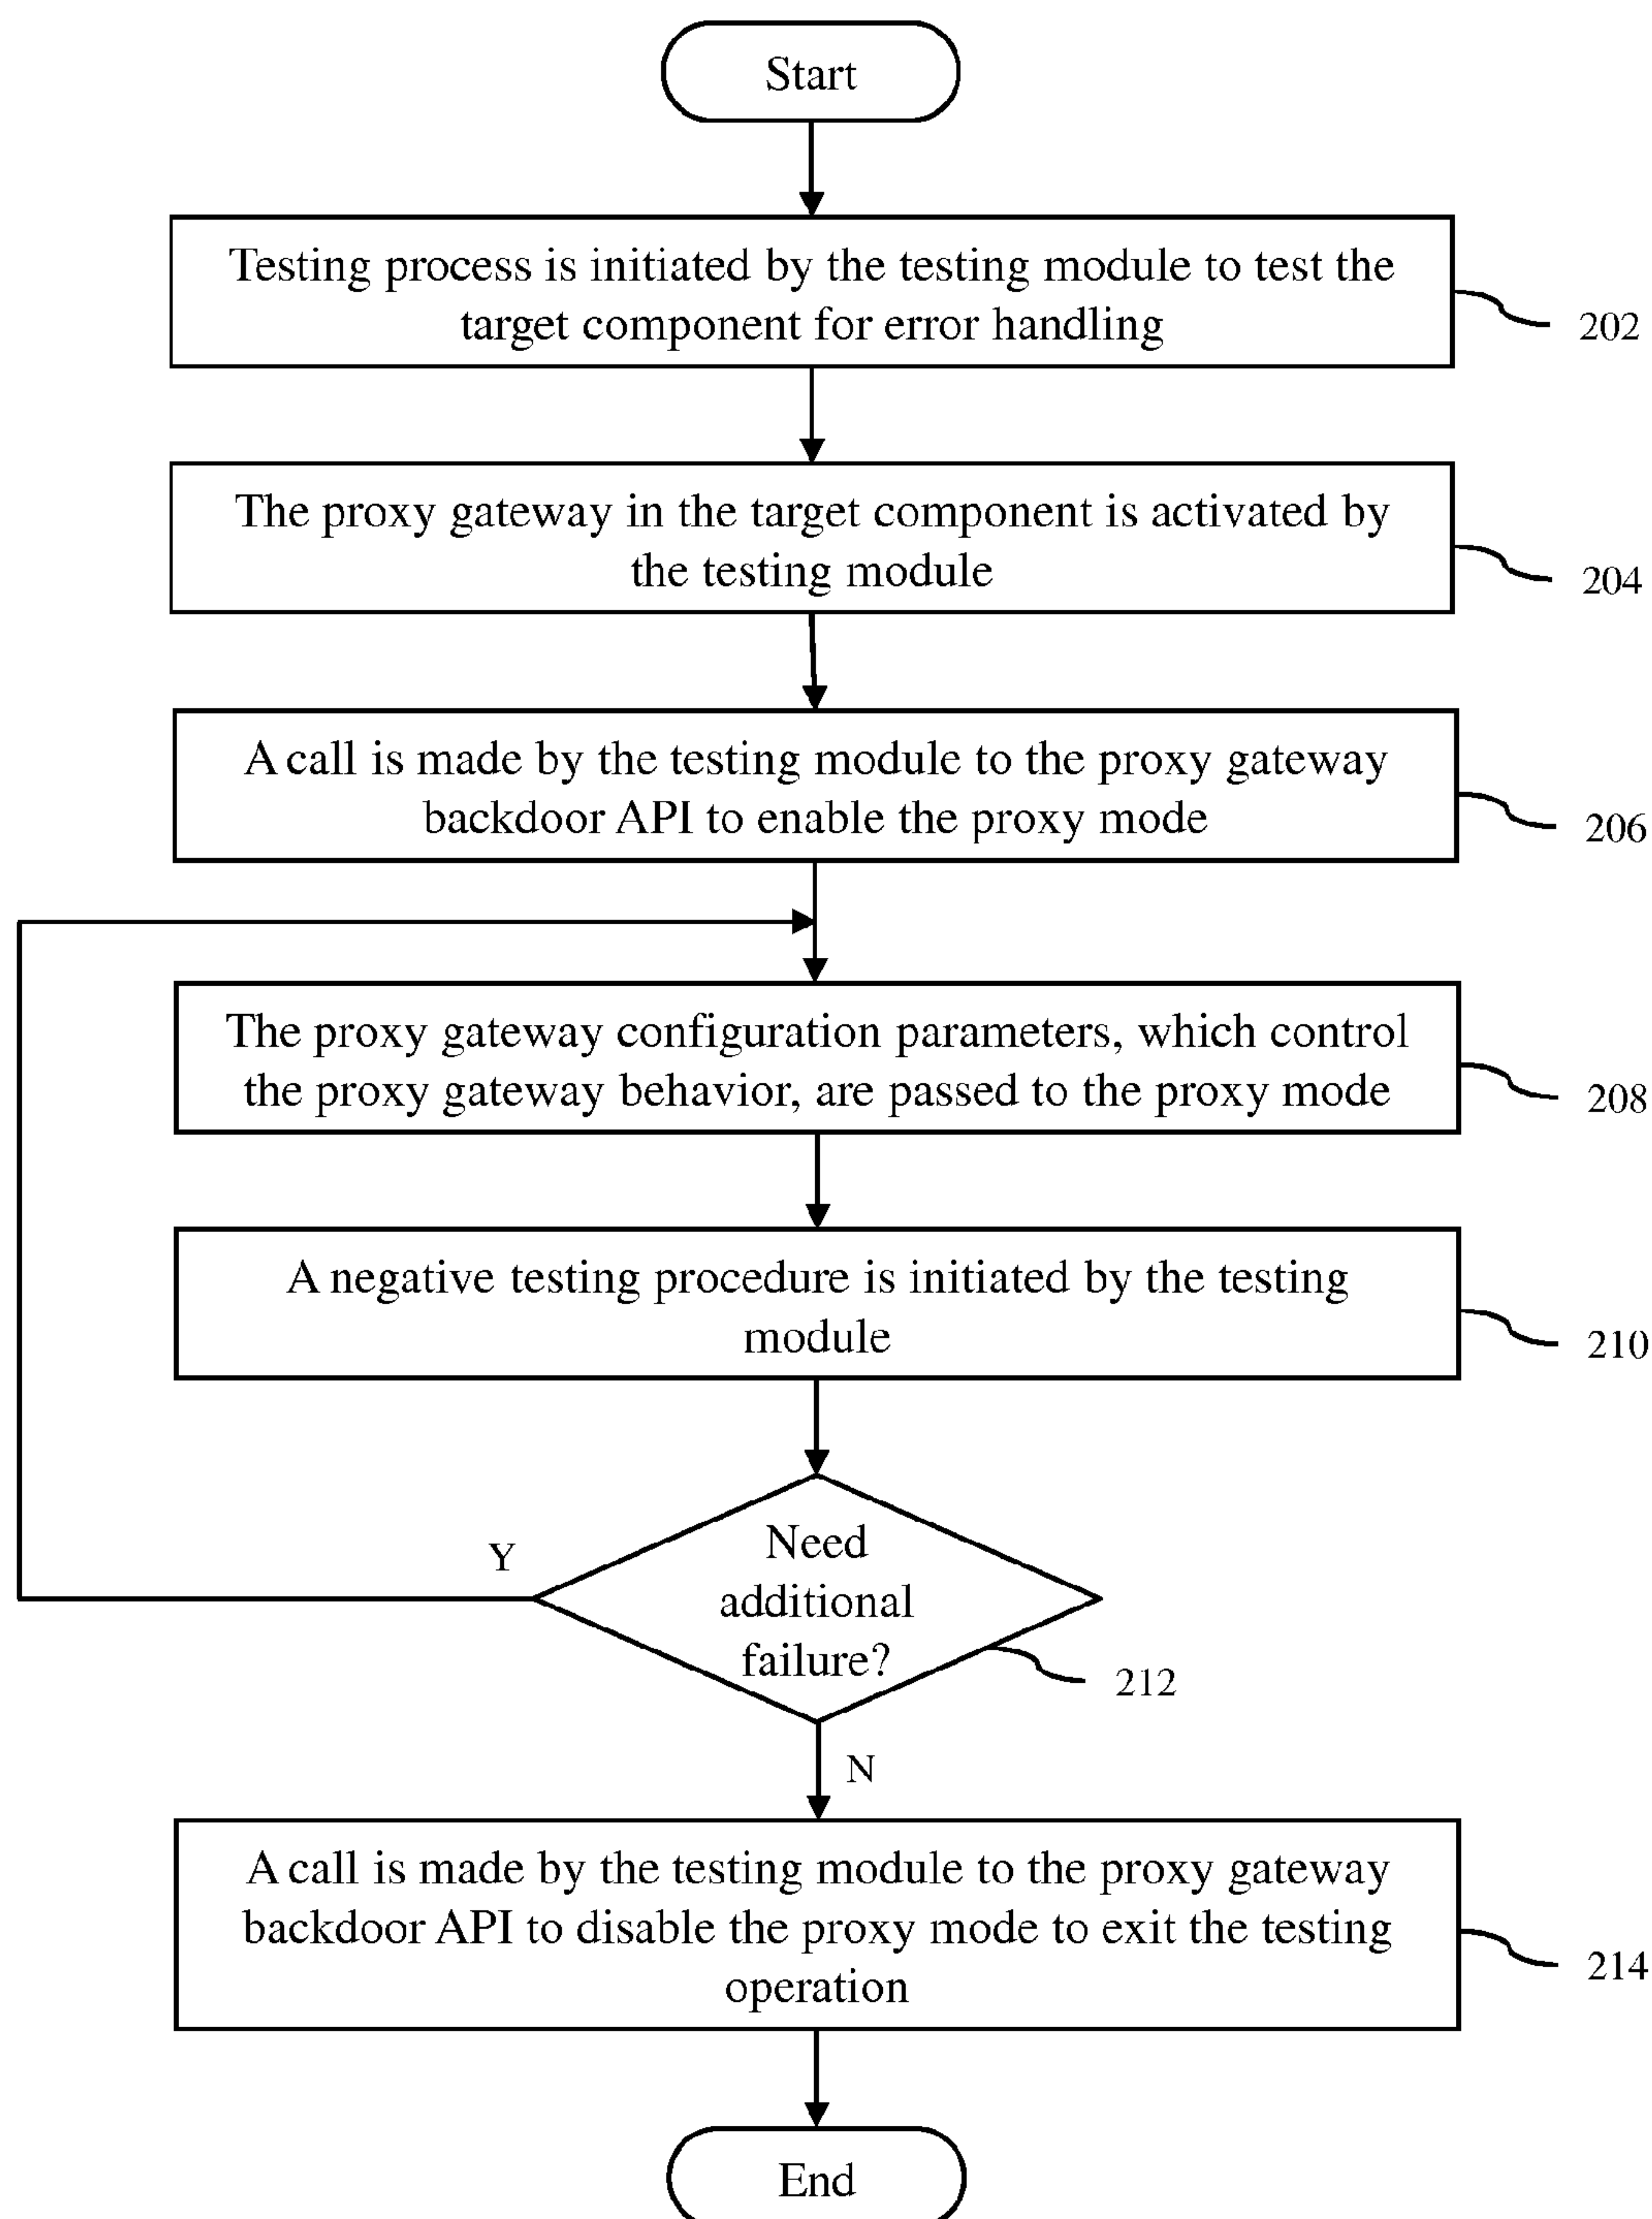 Start
Testing process is initiated by the testing module to test the
target component for error handling
202
The proxy gateway in the target component is activated by
the testing module
204
A call is made by the testing module to the proxy gateway
backdoor API to enable the proxy mode
206
The proxy gateway configuration parameters, which control
the proxy gateway behavior, are passed to the proxy mode
208
A negative testing procedure is initiated by the testing
module
210
Y
Need
additional
failure?
212
N
A call is made by the testing module to the proxy gateway
backdoor API to disable the proxy mode to exit the testing
operation
214
End